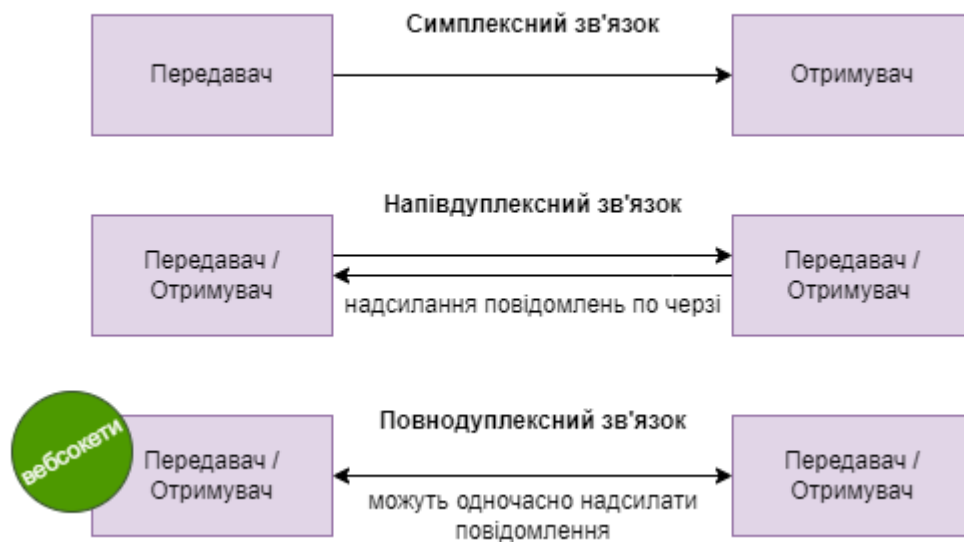 Симплексний зв'язок
Передавач
Отримувач
Напівдуплексний зв'язок
Передавач /
Отримувач
Передавач /
Отримувач
надсилання повідомлень по черзі
вебсокети
Повнодуплексний зв'язок
Передавач /
Отримувач
Передавач /
Отримувач
можуть одночасно надсилати
повідомлення